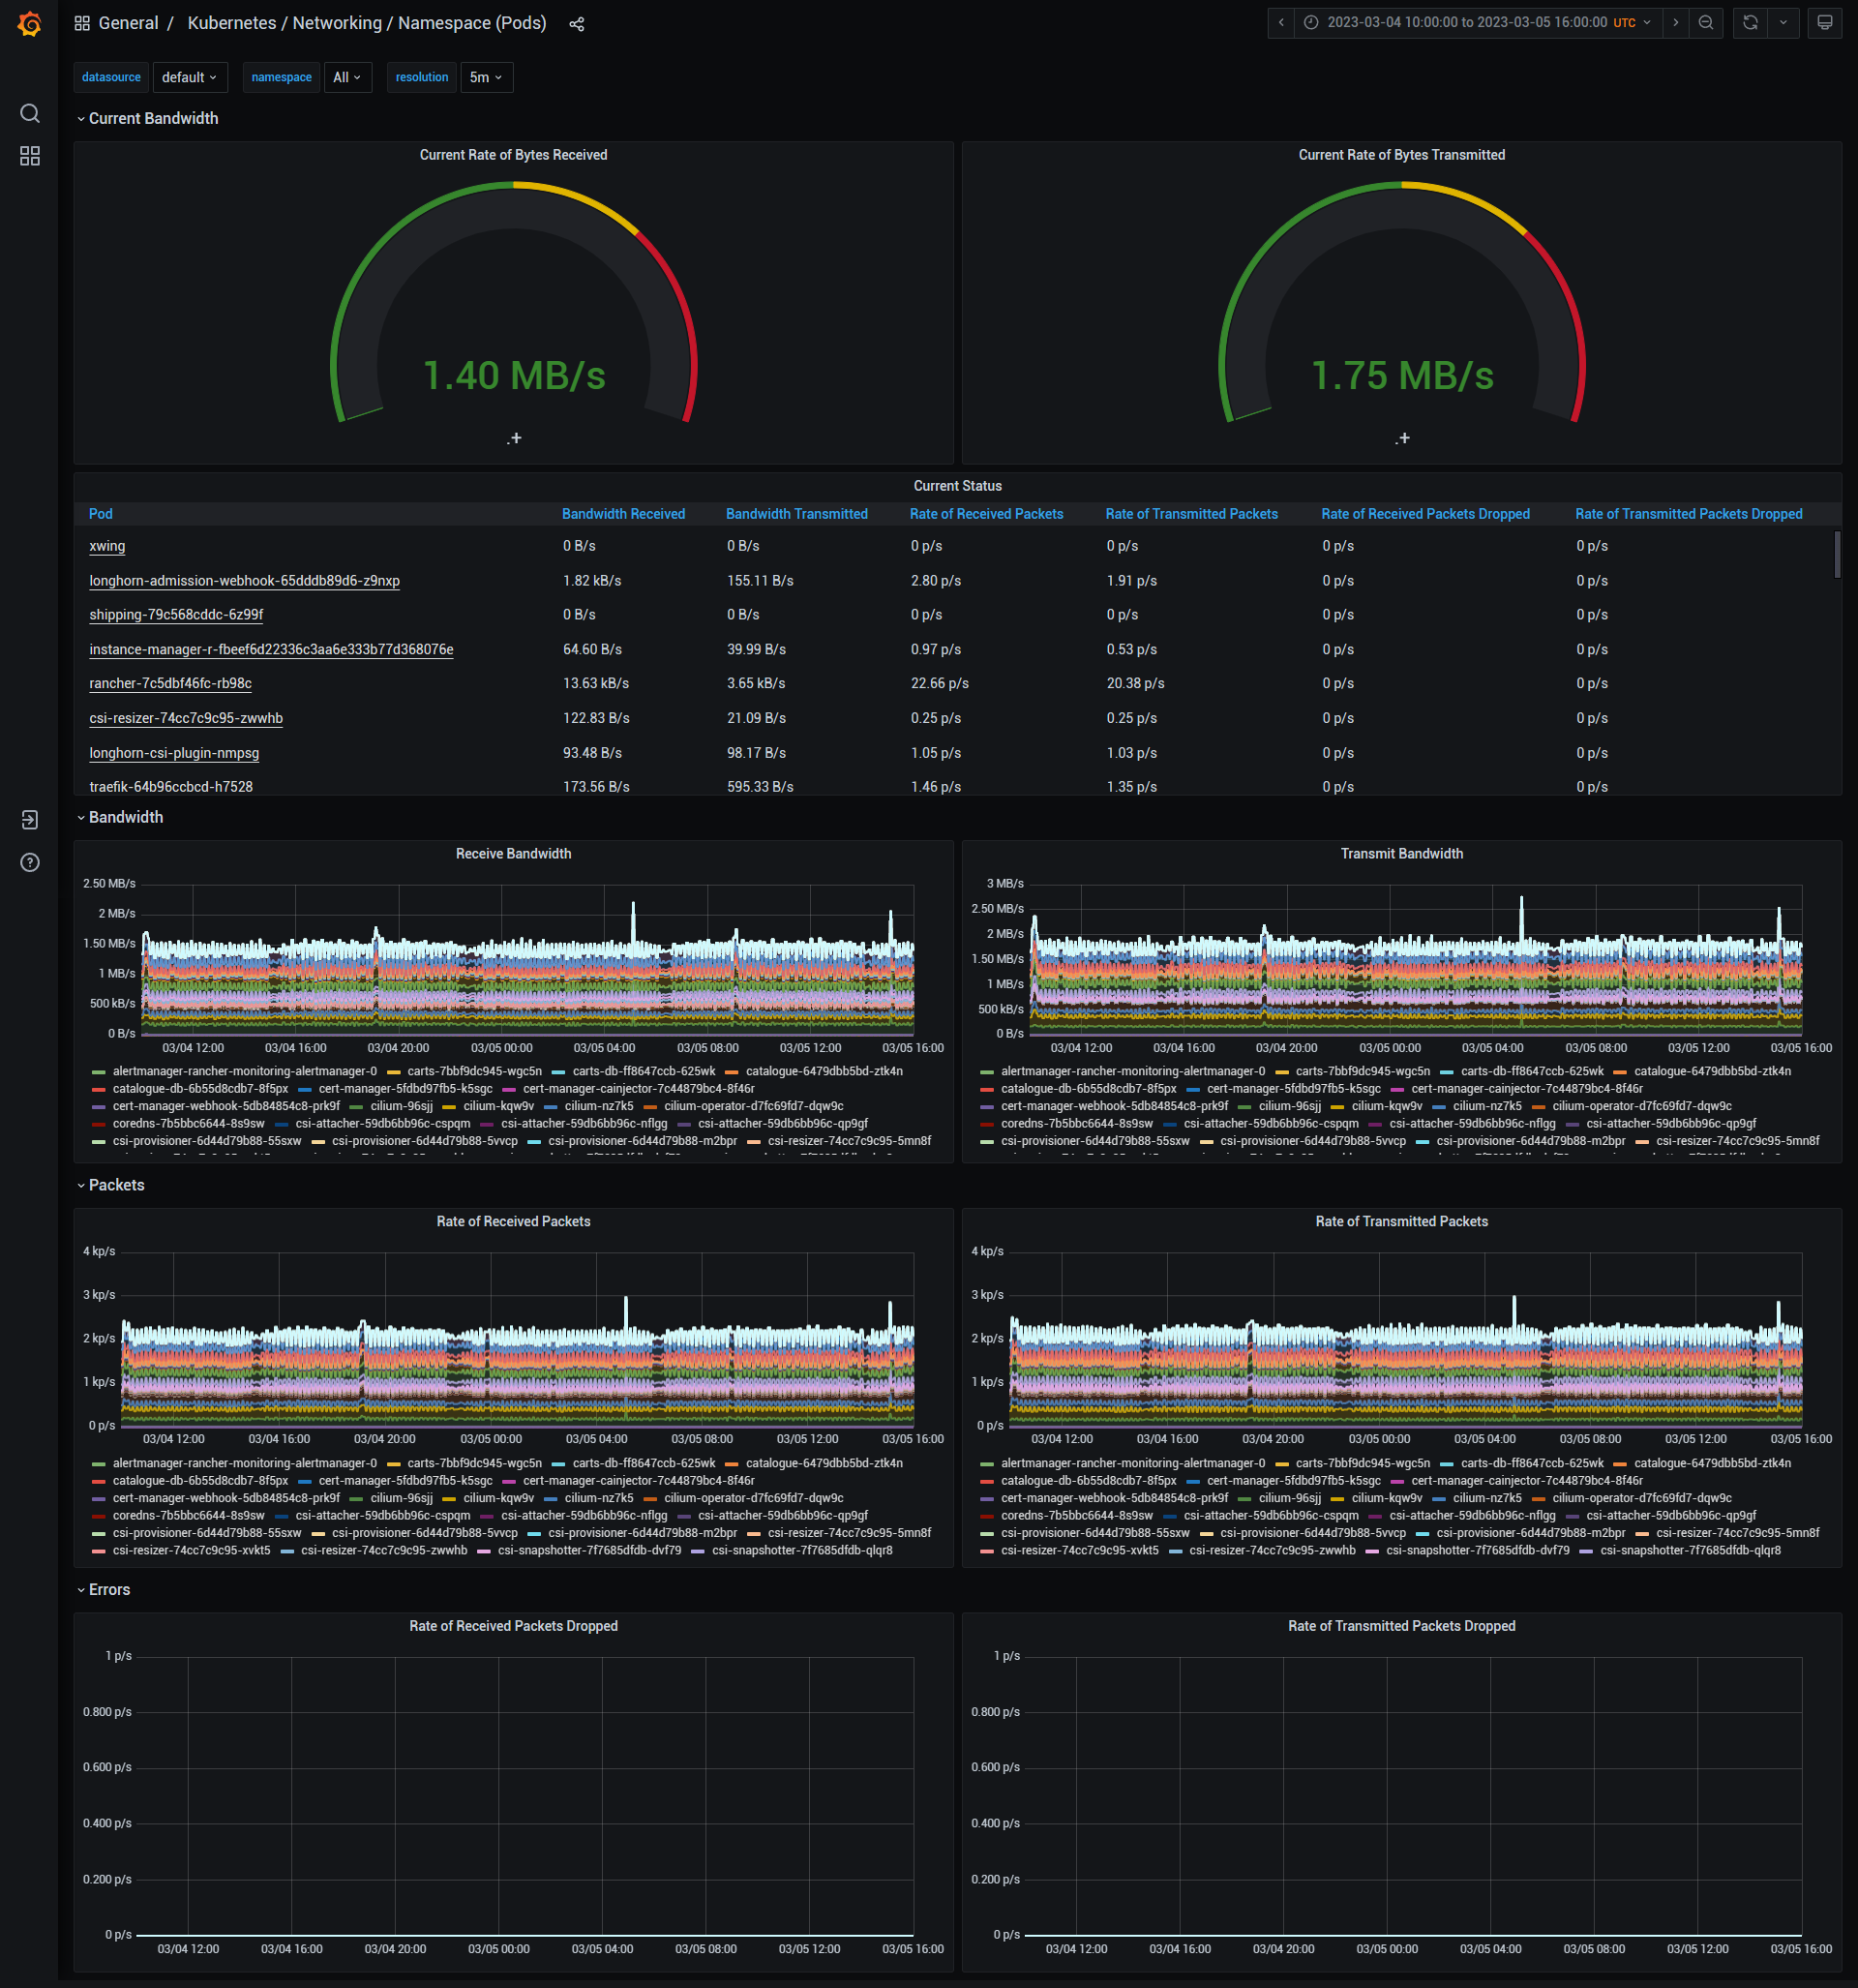 General / Kubernetes / Networking / Namespace (Pods) 2023-03-04 10:00:00 to 2023-03-05 16:00:00 UTC
datasource default namespace All resolution 5m
Current Bandwidth
Current Rate of Bytes Received
1.40 MB/s
.+
Current Rate of Bytes Transmitted
1.75 MB/s
.+
Current Status
Pod Bandwidth Received Bandwidth Transmitted Rate of Received Packets Rate of Transmitted Packets Rate of Received Packets Dropped Rate of Transmitted Packets Dropped
xwing 0 B/s 0 B/s 0 p/s 0 p/s 0 p/s 0 p/s
longhorn-admission-webhook-65dddb89d6-z9nxp 1.82 kB/s 155.11 B/s 2.80 p/s 1.91 p/s 0 p/s 0 p/s
shipping-79c568cddc-6z99f 0 B/s 0 B/s 0 p/s 0 p/s 0 p/s 0 p/s
instance-manager-r-fbeef6d22336c3aa6e333b77d368076e 64.60 B/s 39.99 B/s 0.97 p/s 0.53 p/s 0 p/s 0 p/s
rancher-7c5dbf46fc-rb98c 13.63 kB/s 3.65 kB/s 22.66 p/s 20.38 p/s 0 p/s 0 p/s
csi-resizer-74cc7c9c95-zwwhb 122.83 B/s 21.09 B/s 0.25 p/s 0.25 p/s 0 p/s 0 p/s
longhorn-csi-plugin-nmpsg 93.48 B/s 98.17 B/s 1.05 p/s 1.03 p/s 0 p/s 0 p/s
traefik-64b96ccbcd-h7528 173.56 B/s 595.33 B/s 1.46 p/s 1.35 p/s 0 p/s 0 p/s
Bandwidth
Receive Bandwidth
2.50 MB/s
2 MB/s
1.50 MB/s
1 MB/s
500 kB/s
0 B/s
03/04 12:00 03/04 16:00 03/04 20:00 03/05 00:00 03/05 04:00 03/05 08:00 03/05 12:00 03/05 16:00
alertmanager-rancher-monitoring-alertmanager-0 carts-7bbf9dc945-wgc5n carts-db-ff8647ccb-625wk catalogue-6479dbb5bd-ztk4n
catalogue-db-6b55d8cdb7-8f5px cert-manager-5fdbd97fb5-k5sgc cert-manager-cainjector-7c44879bc4-8f46r
cert-manager-webhook-5db84854c8-prk9f cilium-96sjj cilium-kqw9v cilium-nz7k5 cilium-operator-d7fc69fd7-dqw9c
coredns-7b5bbc6644-8s9sw csi-attacher-59db6bb96c-cspqm csi-attacher-59db6bb96c-nflgg csi-attacher-59db6bb96c-qp9gf
csi-provisioner-6d44d79b88-55sxw csi-provisioner-6d44d79b88-5vvcp csi-provisioner-6d44d79b88-m2bpr csi-resizer-74cc7c9c95-5mn8f
Transmit Bandwidth
3 MB/s
2.50 MB/s
2 MB/s
1.50 MB/s
1 MB/s
500 kB/s
0 B/s
03/04 12:00 03/04 16:00 03/04 20:00 03/05 00:00 03/05 04:00 03/05 08:00 03/05 12:00 03/05 16:00
alertmanager-rancher-monitoring-alertmanager-0 carts-7bbf9dc945-wgc5n carts-db-ff8647ccb-625wk catalogue-6479dbb5bd-ztk4n
catalogue-db-6b55d8cdb7-8f5px cert-manager-5fdbd97fb5-k5sgc cert-manager-cainjector-7c44879bc4-8f46r
cert-manager-webhook-5db84854c8-prk9f cilium-96sjj cilium-kqw9v cilium-nz7k5 cilium-operator-d7fc69fd7-dqw9c
coredns-7b5bbc6644-8s9sw csi-attacher-59db6bb96c-cspqm csi-attacher-59db6bb96c-nflgg csi-attacher-59db6bb96c-qp9gf
csi-provisioner-6d44d79b88-55sxw csi-provisioner-6d44d79b88-5vvcp csi-provisioner-6d44d79b88-m2bpr csi-resizer-74cc7c9c95-5mn8f
Packets
Rate of Received Packets
4 kp/s
3 kp/s
2 kp/s
1 kp/s
0 p/s
03/04 12:00 03/04 16:00 03/04 20:00 03/05 00:00 03/05 04:00 03/05 08:00 03/05 12:00 03/05 16:00
alertmanager-rancher-monitoring-alertmanager-0 carts-7bbf9dc945-wgc5n carts-db-ff8647ccb-625wk catalogue-6479dbb5bd-ztk4n
catalogue-db-6b55d8cdb7-8f5px cert-manager-5fdbd97fb5-k5sgc cert-manager-cainjector-7c44879bc4-8f46r
cert-manager-webhook-5db84854c8-prk9f cilium-96sjj cilium-kqw9v cilium-nz7k5 cilium-operator-d7fc69fd7-dqw9c
coredns-7b5bbc6644-8s9sw csi-attacher-59db6bb96c-cspqm csi-attacher-59db6bb96c-nflgg csi-attacher-59db6bb96c-qp9gf
csi-provisioner-6d44d79b88-55sxw csi-provisioner-6d44d79b88-5vvcp csi-provisioner-6d44d79b88-m2bpr csi-resizer-74cc7c9c95-5mn8f
csi-resizer-74cc7c9c95-xvkt5 csi-resizer-74cc7c9c95-zwwhb csi-snapshotter-7f7685dfdb-dvf79 csi-snapshotter-7f7685dfdb-qlqr8
Rate of Transmitted Packets
4 kp/s
3 kp/s
2 kp/s
1 kp/s
0 p/s
03/04 12:00 03/04 16:00 03/04 20:00 03/05 00:00 03/05 04:00 03/05 08:00 03/05 12:00 03/05 16:00
alertmanager-rancher-monitoring-alertmanager-0 carts-7bbf9dc945-wgc5n carts-db-ff8647ccb-625wk catalogue-6479dbb5bd-ztk4n
catalogue-db-6b55d8cdb7-8f5px cert-manager-5fdbd97fb5-k5sgc cert-manager-cainjector-7c44879bc4-8f46r
cert-manager-webhook-5db84854c8-prk9f cilium-96sjj cilium-kqw9v cilium-nz7k5 cilium-operator-d7fc69fd7-dqw9c
coredns-7b5bbc6644-8s9sw csi-attacher-59db6bb96c-cspqm csi-attacher-59db6bb96c-nflgg csi-attacher-59db6bb96c-qp9gf
csi-provisioner-6d44d79b88-55sxw csi-provisioner-6d44d79b88-5vvcp csi-provisioner-6d44d79b88-m2bpr csi-resizer-74cc7c9c95-5mn8f
csi-resizer-74cc7c9c95-xvkt5 csi-resizer-74cc7c9c95-zwwhb csi-snapshotter-7f7685dfdb-dvf79 csi-snapshotter-7f7685dfdb-qlqr8
Errors
Rate of Received Packets Dropped
1 p/s
0.800 p/s
0.600 p/s
0.400 p/s
0.200 p/s
0 p/s
03/04 12:00 03/04 16:00 03/04 20:00 03/05 00:00 03/05 04:00 03/05 08:00 03/05 12:00 03/05 16:00
Rate of Transmitted Packets Dropped
1 p/s
0.800 p/s
0.600 p/s
0.400 p/s
0.200 p/s
0 p/s
03/04 12:00 03/04 16:00 03/04 20:00 03/05 00:00 03/05 04:00 03/05 08:00 03/05 12:00 03/05 16:00